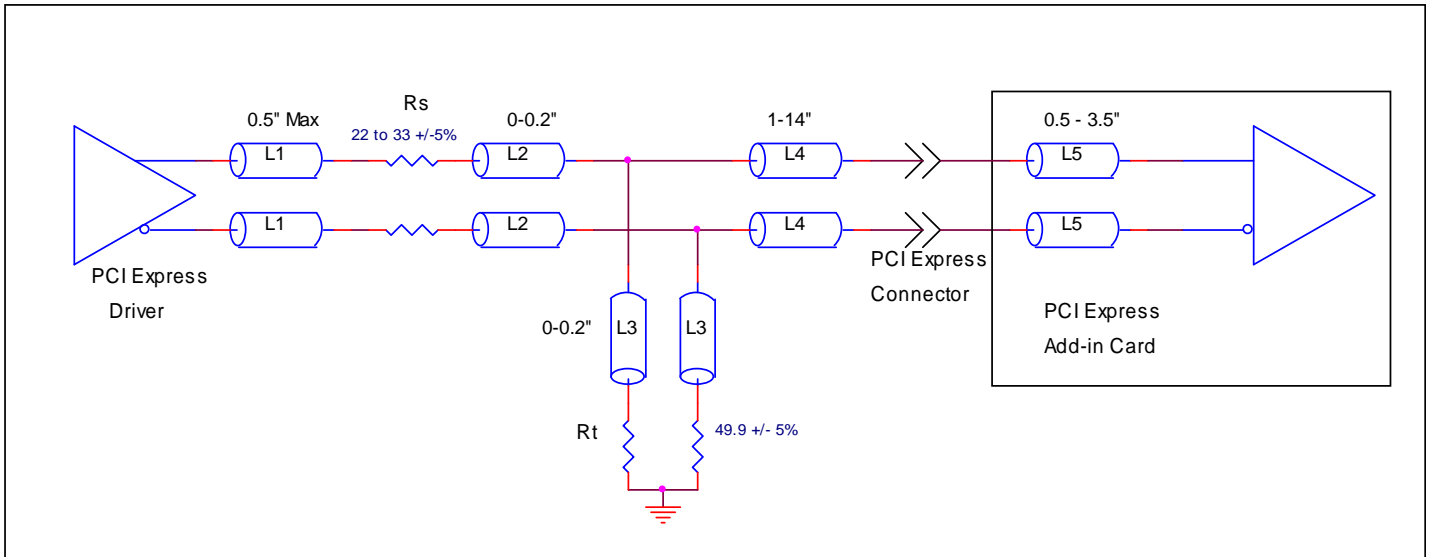 Rs
0.5" Max
22 to 33 +/-5%
0-0.2"
1-14"
0.5 - 3.5"
L1
L2
L4
L5
L1
L2
L4
L5
PCI Express
Driver
PCI Express
Connector
PCI Express
Add-in Card
0-0.2"
L3
L3
Rt
49.9 +/- 5%